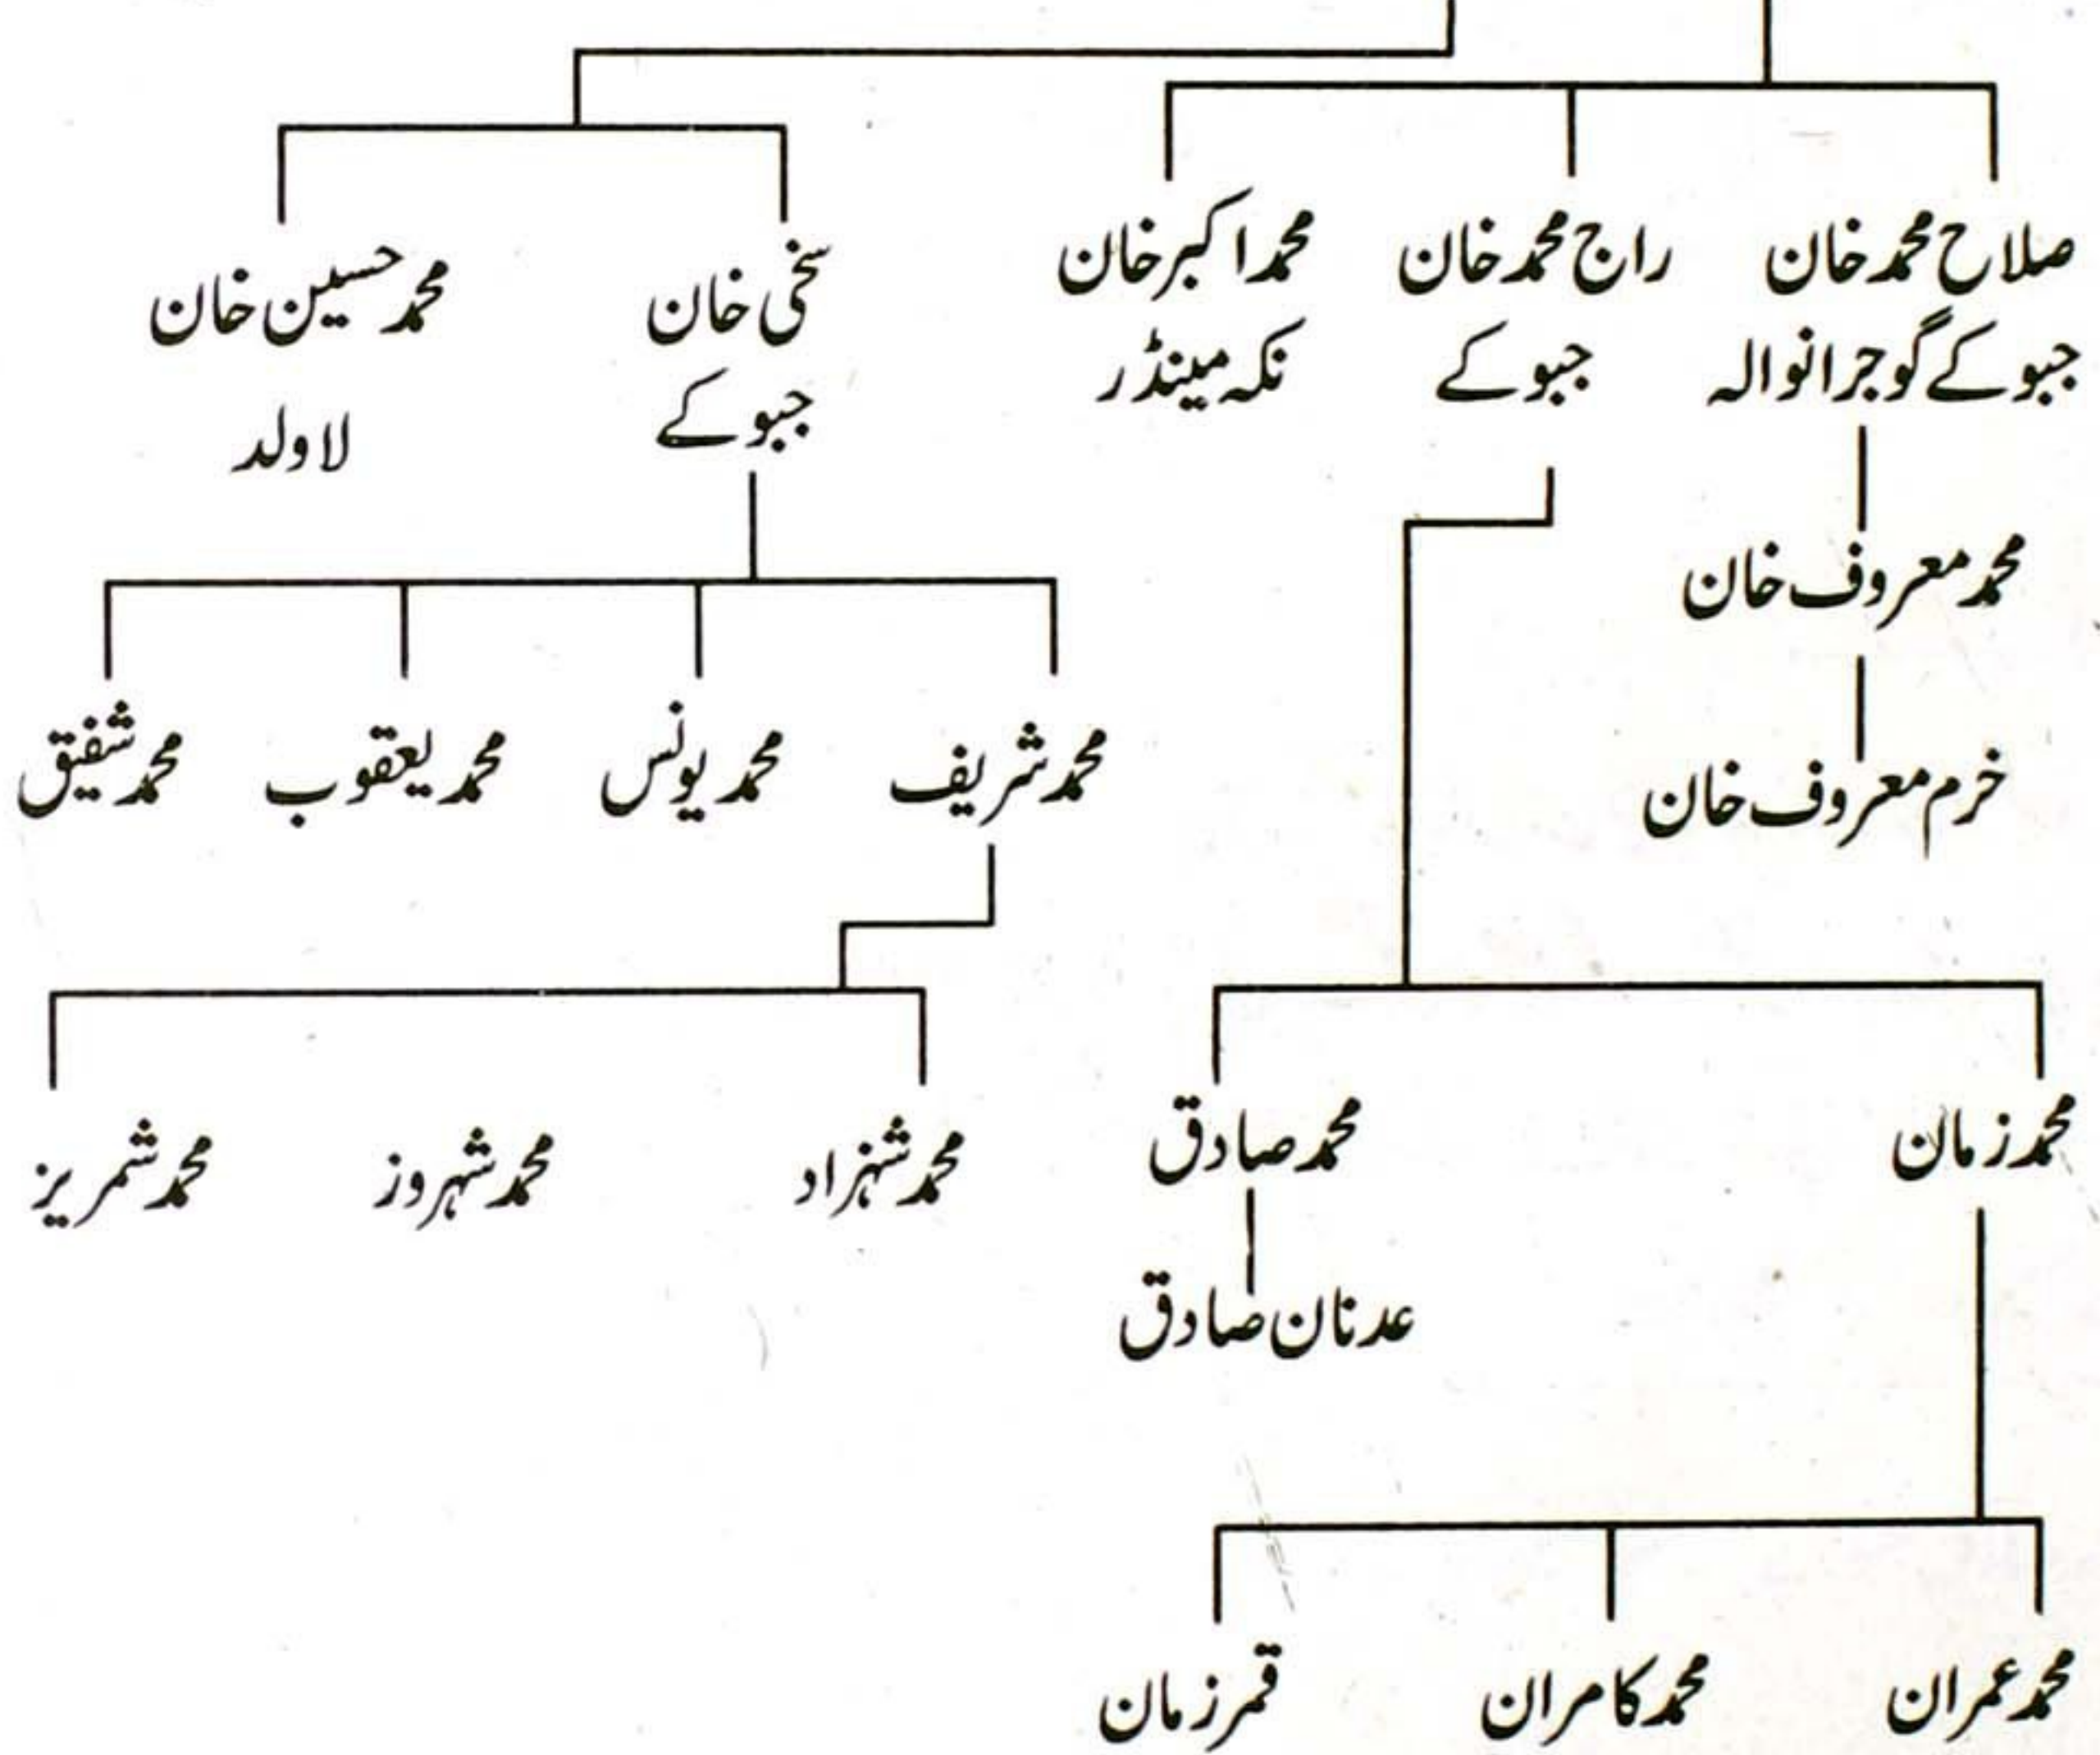 صلاح محمد خان
راج محمد خان
محمد اکبر خان
سخی خان
محمد حسین خان
جبوکے گوجرانوالہ
جبوکے
نکہ مینڈر
جبوکے
لاولد
محمد معروف خان
خرم معروف خان
محمد شریف
محمد یونس
محمد یعقوب
محمد شفیق
محمد زمان
محمد صادق
محمد شہزاد
محمد شہروز
محمد شمریز
عدنان صادق
محمد عمران
محمد کامران
قمر زمان